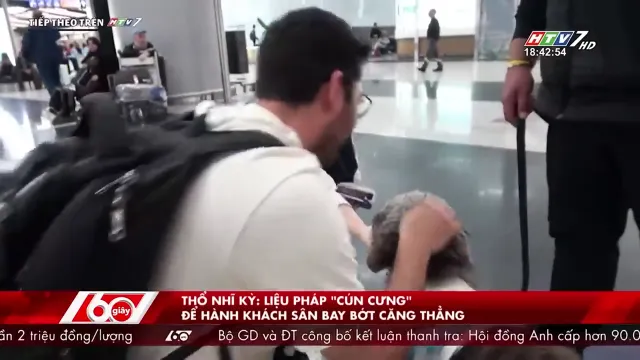 TIẾP THEO TRÊN HTV7
HTV7 HD
18:42:54
60 giây
THỔ NHĨ KỲ: LIỆU PHÁP "CÚN CƯNG"
ĐỂ HÀNH KHÁCH SÂN BAY BỚT CĂNG THẲNG
ần 2 triệu đồng/lượng 60 Bộ GD và ĐT công bố kết luận thanh tra: Hội đồng Anh cấp hơn 90.0